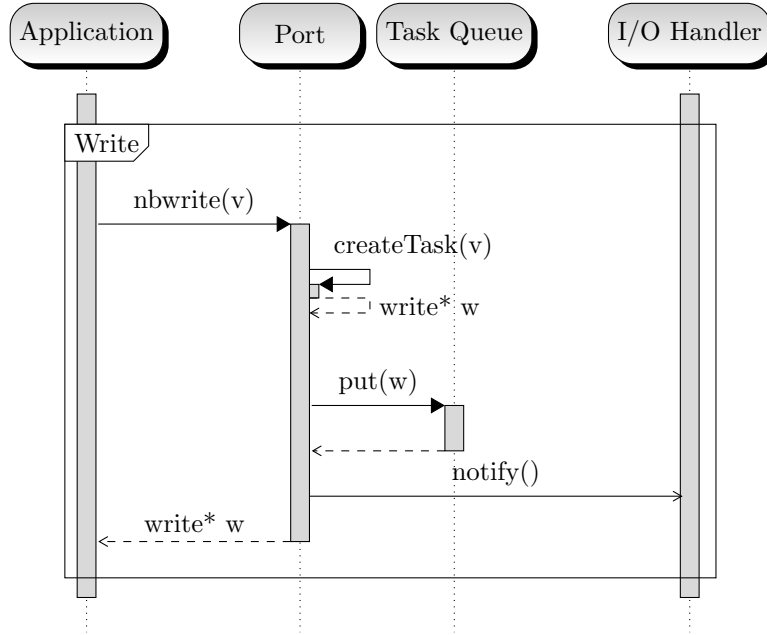 Application
Port
Task Queue
I/O Handler
Write
nbwrite(v)
createTask(v)
write* w
put(w)
notify()
write* w